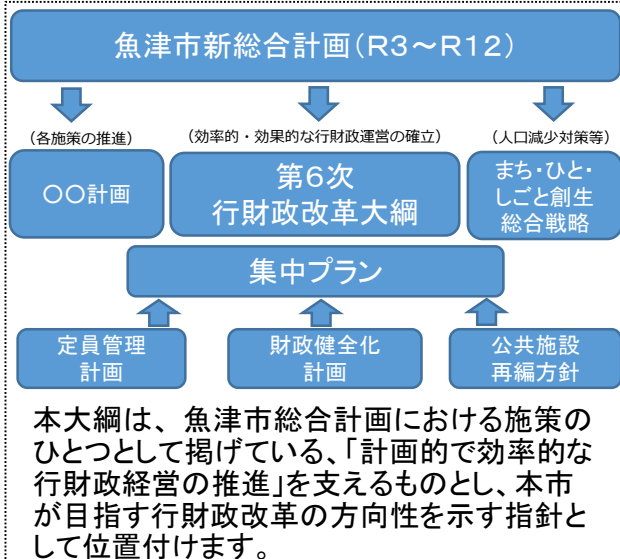 魚津市新総合計画(R3～R12)
(各施策の推進)
(効率的・効果的な行財政運営の確立)
(人口減少対策等)
〇〇計画
第6次
行財政改革大綱
まち・ひと・
しごと創生
総合戦略
集中プラン
定員管理
計画
財政健全化
計画
公共施設
再編方針
本大綱は、魚津市総合計画における施策の
ひとつとして掲げている、「計画的で効率的な
行財政経営の推進」を支えるものとし、本市
が目指す行財政改革の方向性を示す指針と
して位置付けます。